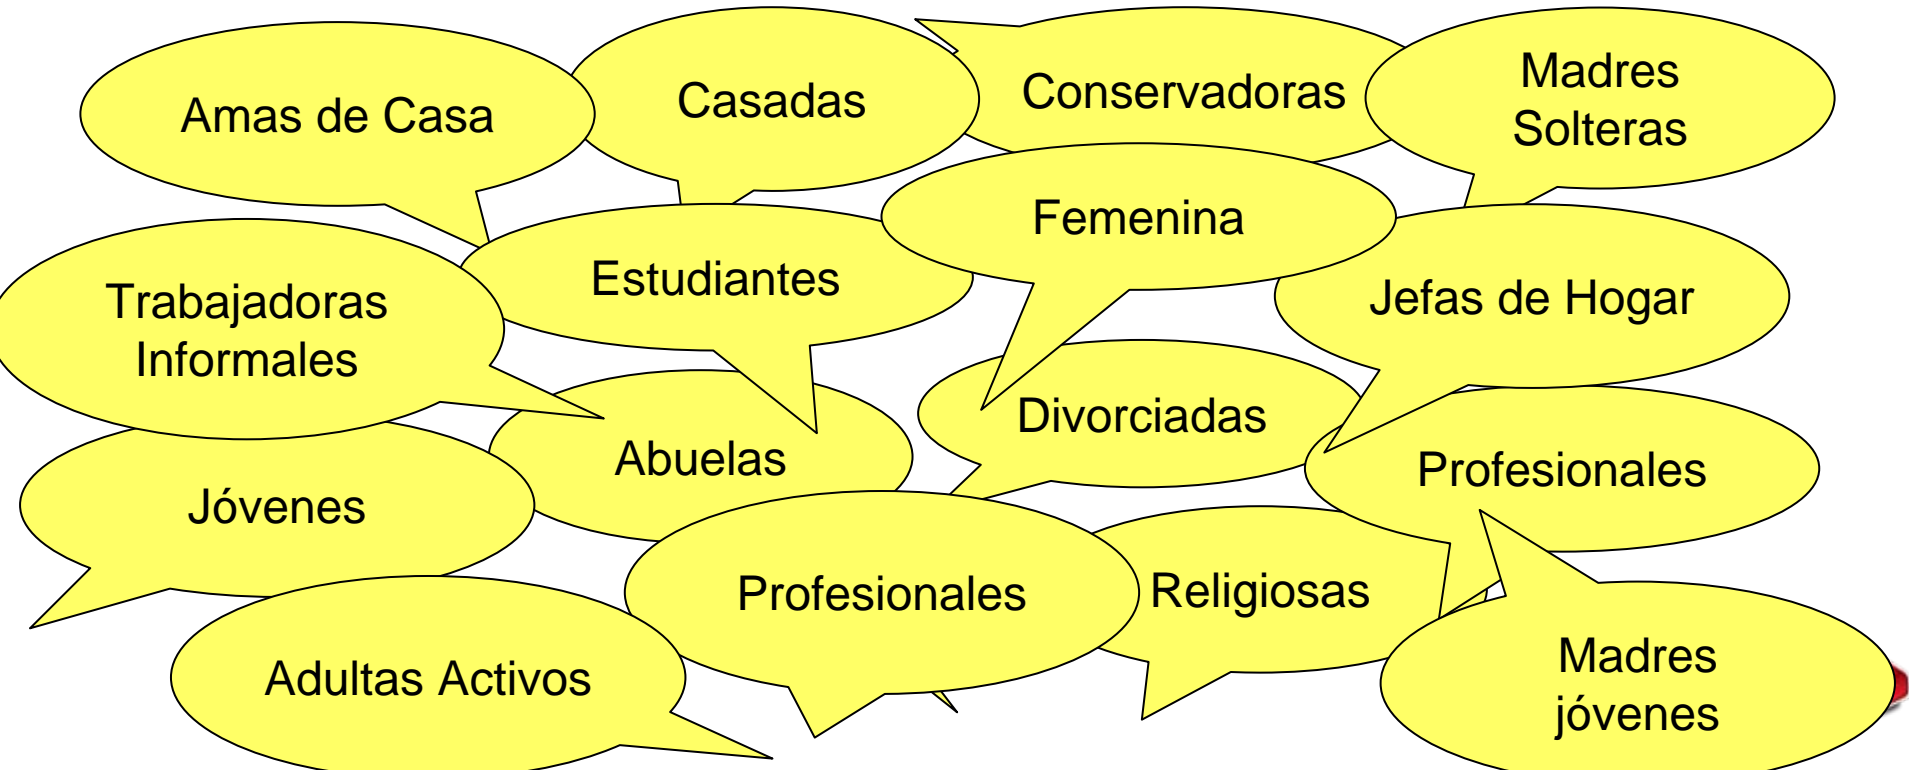 Amas de Casa
Casadas
Conservadoras
Madres
Solteras
Femenina
Estudiantes
Trabajadoras
Informales
Jefas de Hogar
Divorciadas
Abuelas
Profesionales
Jóvenes
Profesionales
Religiosas
Adultas Activos
Madres
jóvenes